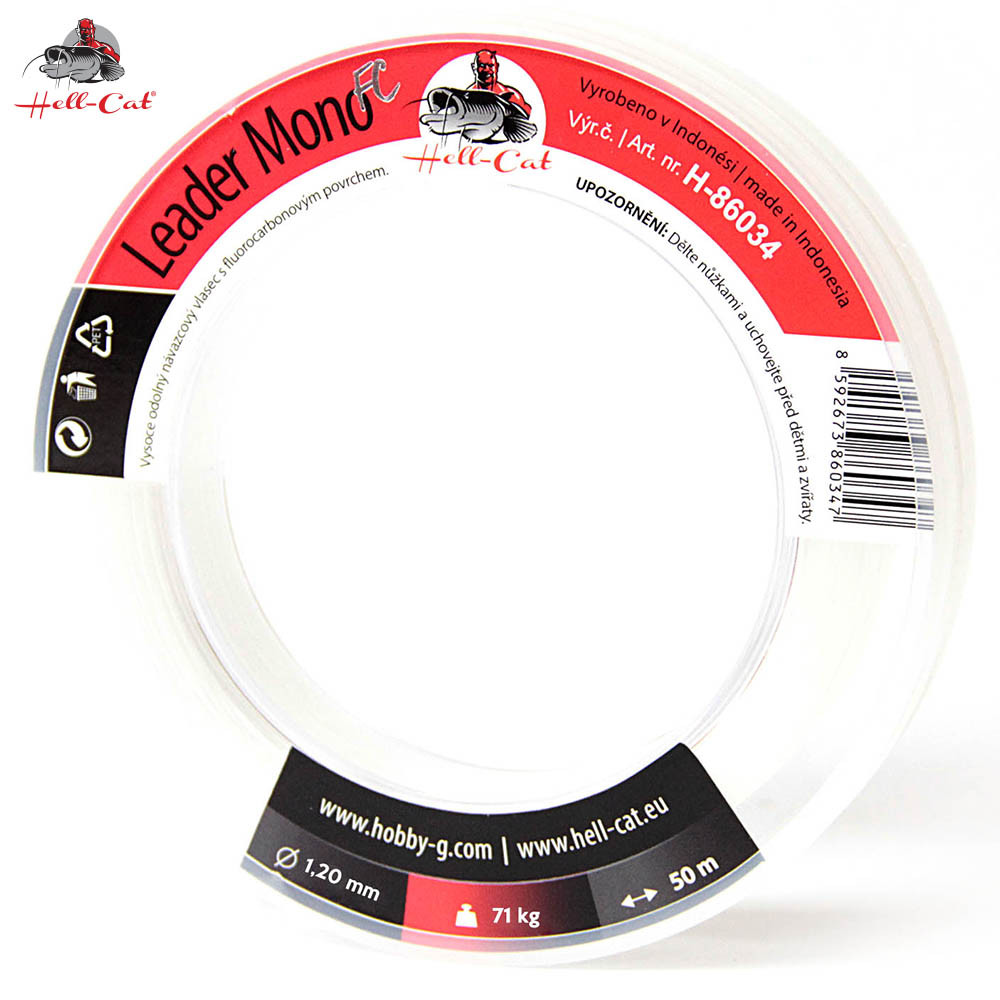 Hell-Cat®
Leader Mono FC
Hell-Cat
Vyrobeno v Indonésii | made in Indonesia
Výr.č. | Art. nr. H-86034
Vysoce odolný návazcový vlasec s fluorocarbonovým povrchem.
UPOZORNĚNÍ: Dělte nůžkami a uchovejte před dětmi a zvířaty.
PET
8 592673 860347
www.hobby-g.com | www.hell-cat.eu
Ø 1,20 mm
71 kg
50 m